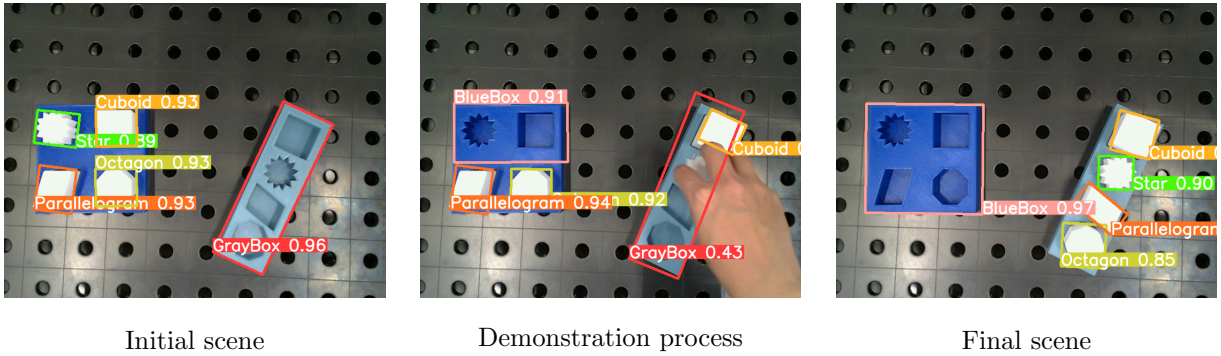 Cuboid 0.93
Star 0.89
Octagon 0.93
Parallelogram 0.93
GrayBox 0.96
BlueBox 0.91
Cuboid 0.
Parallelogram 0.94
n 0.92
GrayBox 0.43
Cuboid 0.
Star 0.90
BlueBox 0.97
Parallelogram
Octagon 0.85
Initial scene
Demonstration process
Final scene